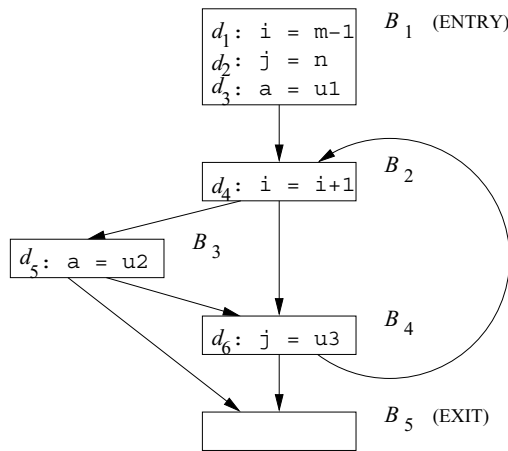 d1: i = m-1
d2: j = n
d3: a = u1
B1 (ENTRY)
d4: i = i+1
B2
d5: a = u2
B3
d6: j = u3
B4
B5 (EXIT)